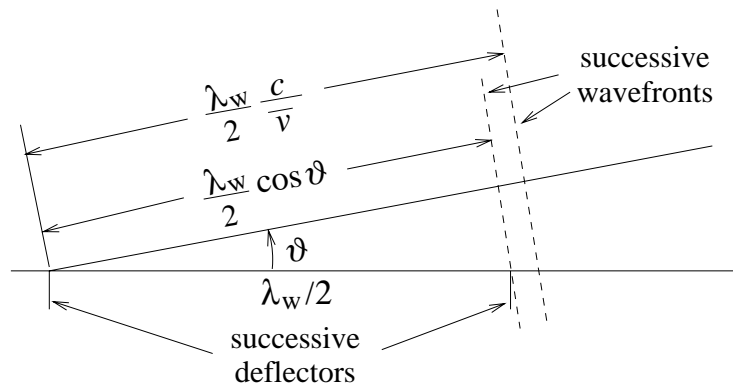 successive
wavefronts
λw/2 c/v
λw/2 cos ϑ
ϑ
λw/2
successive
deflectors